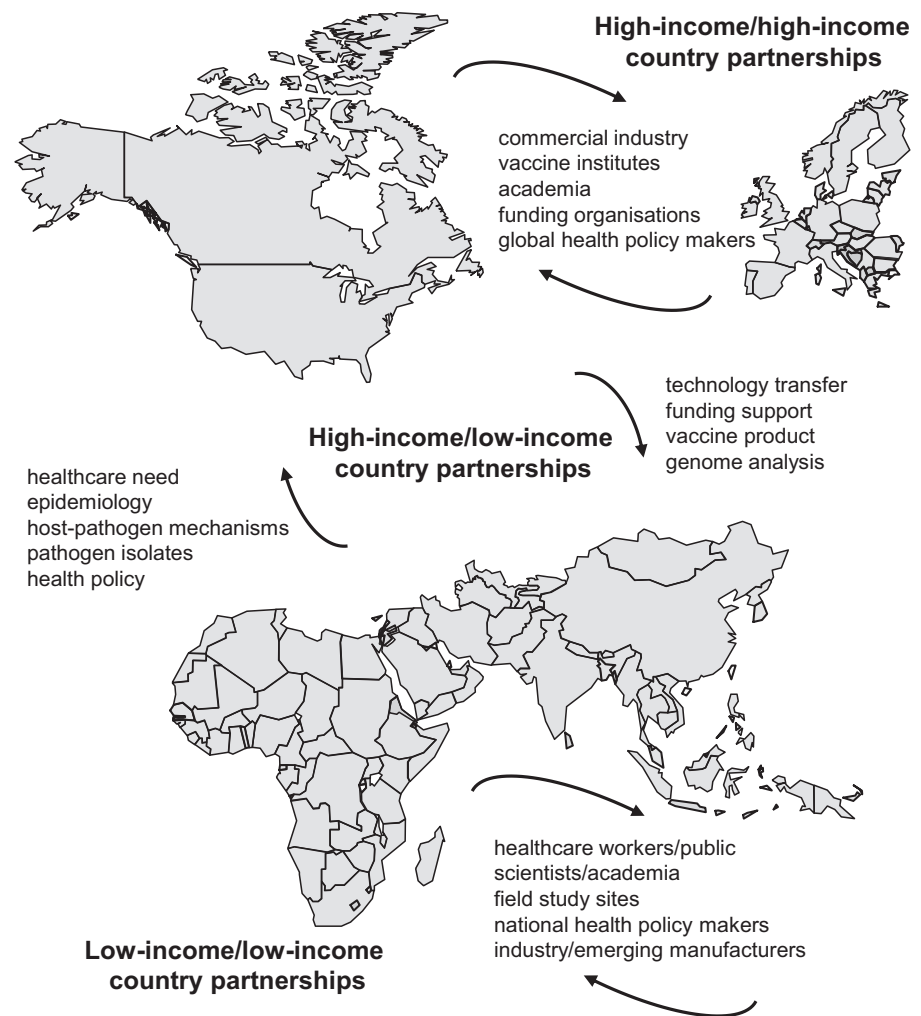 High-income/high-income
country partnerships
commercial industry
vaccine institutes
academia
funding organisations
global health policy makers
technology transfer
funding support
vaccine product
genome analysis
High-income/low-income
country partnerships
healthcare need
epidemiology
host-pathogen mechanisms
pathogen isolates
health policy
healthcare workers/public
scientists/academia
field study sites
national health policy makers
industry/emerging manufacturers
Low-income/low-income
country partnerships